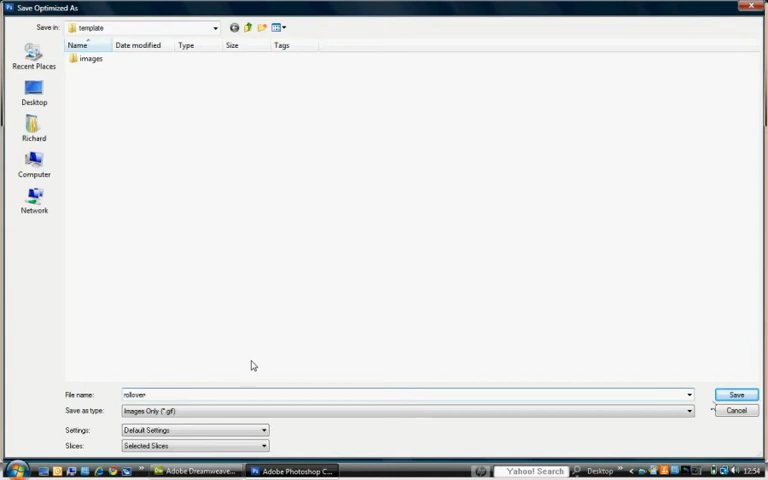 Save Optimized As
Save in: template
Name Date modified Type Size Tags
images
Recent Places
Desktop
Richard
Computer
Network
File name: rollover
Save
Save as type: Images Only (*.gif)
Cancel
Settings: Default Settings
Slices: Selected Slices
Adobe Dreamweave... Adobe Photoshop C... Yahoo! Search Desktop 12:54